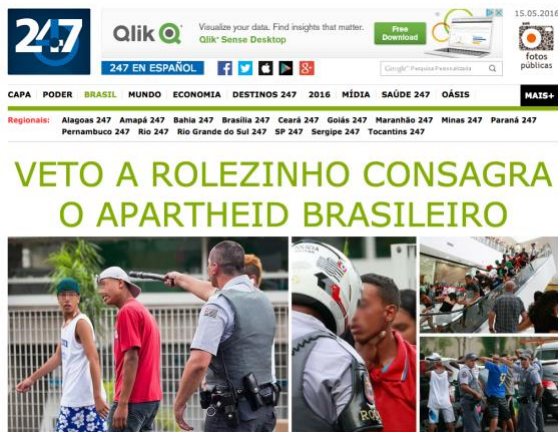 247
Qlik Q
Visualize your data. Find insights that matter.
Qlik Sense Desktop
Free
Download
15.05.2016
fotos
públicas
247 EN ESPAÑOL
Google Pesquisa Personalizada
CAPA PODER BRASIL MUNDO ECONOMIA DESTINOS 247 2016 MÍDIA SAÚDE 247 OÁSIS MAIS+
Regionais: Alagoas 247 Amapá 247 Bahia 247 Brasília 247 Ceará 247 Goiás 247 Maranhão 247 Minas 247 Paraná 247
Pernambuco 247 Rio 247 Rio Grande do Sul 247 SP 247 Sergipe 247 Tocantins 247
VETO A ROLEZINHO CONSAGRA
O APARTHEID BRASILEIRO